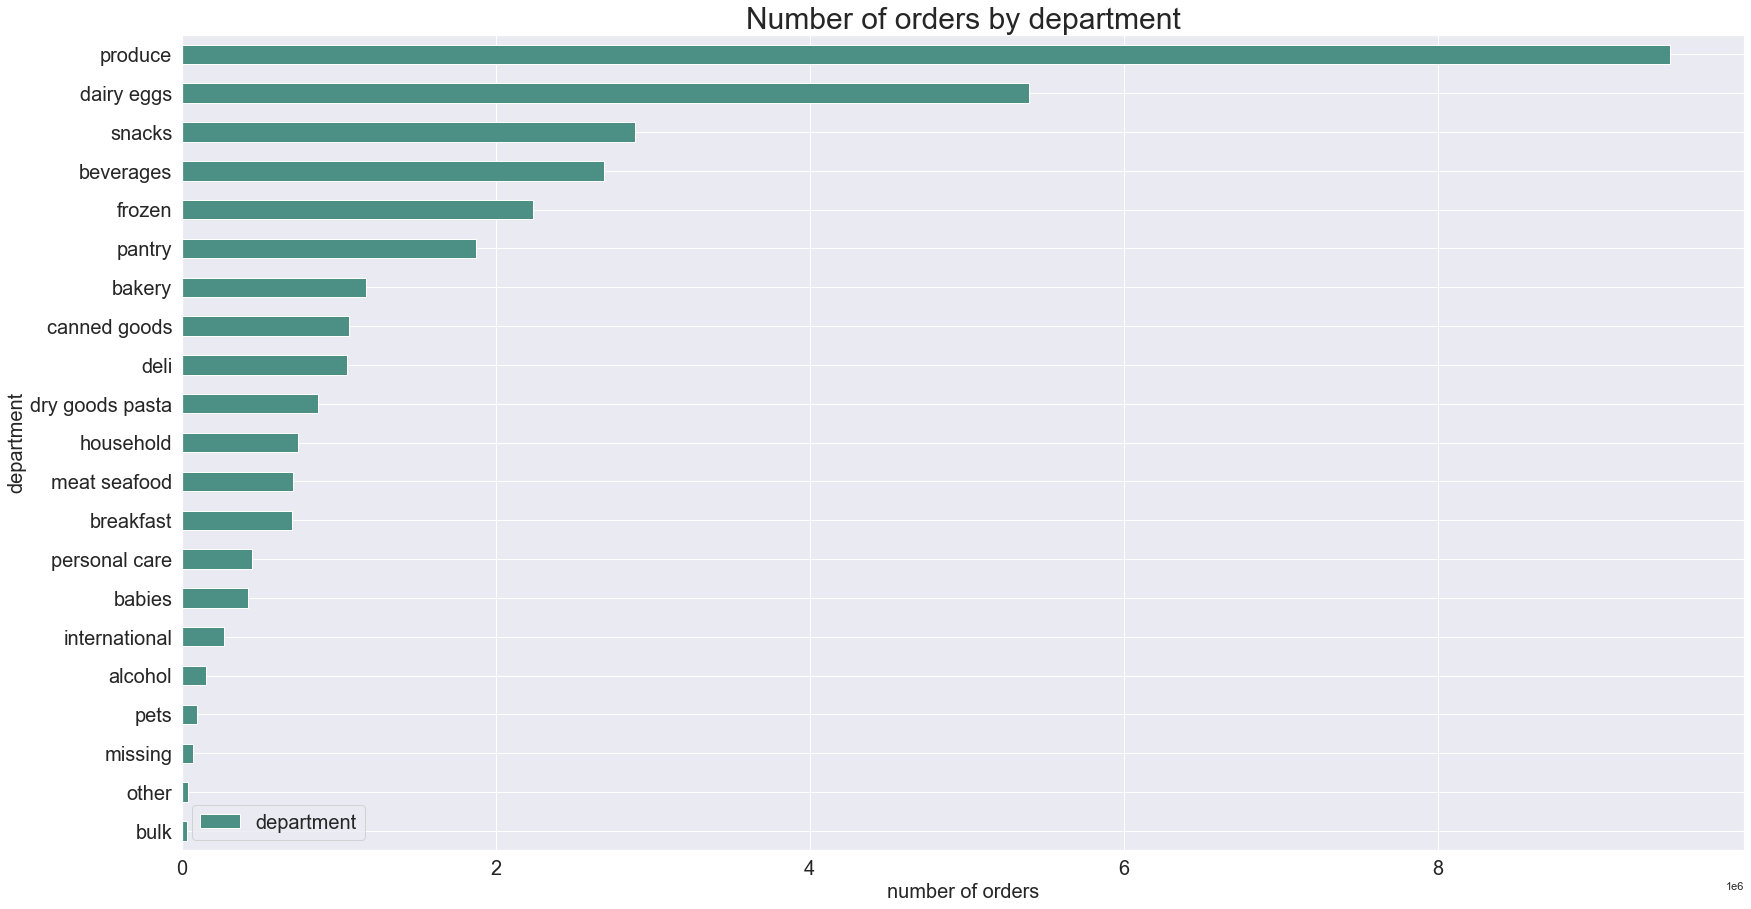 Number of orders by department
produce
dairy eggs
snacks
beverages
frozen
pantry
bakery
canned goods
deli
dry goods pasta
household
meat seafood
breakfast
personal care
babies
international
alcohol
pets
missing
other
bulk
department
department
0 2 4 6 8
number of orders
1e6